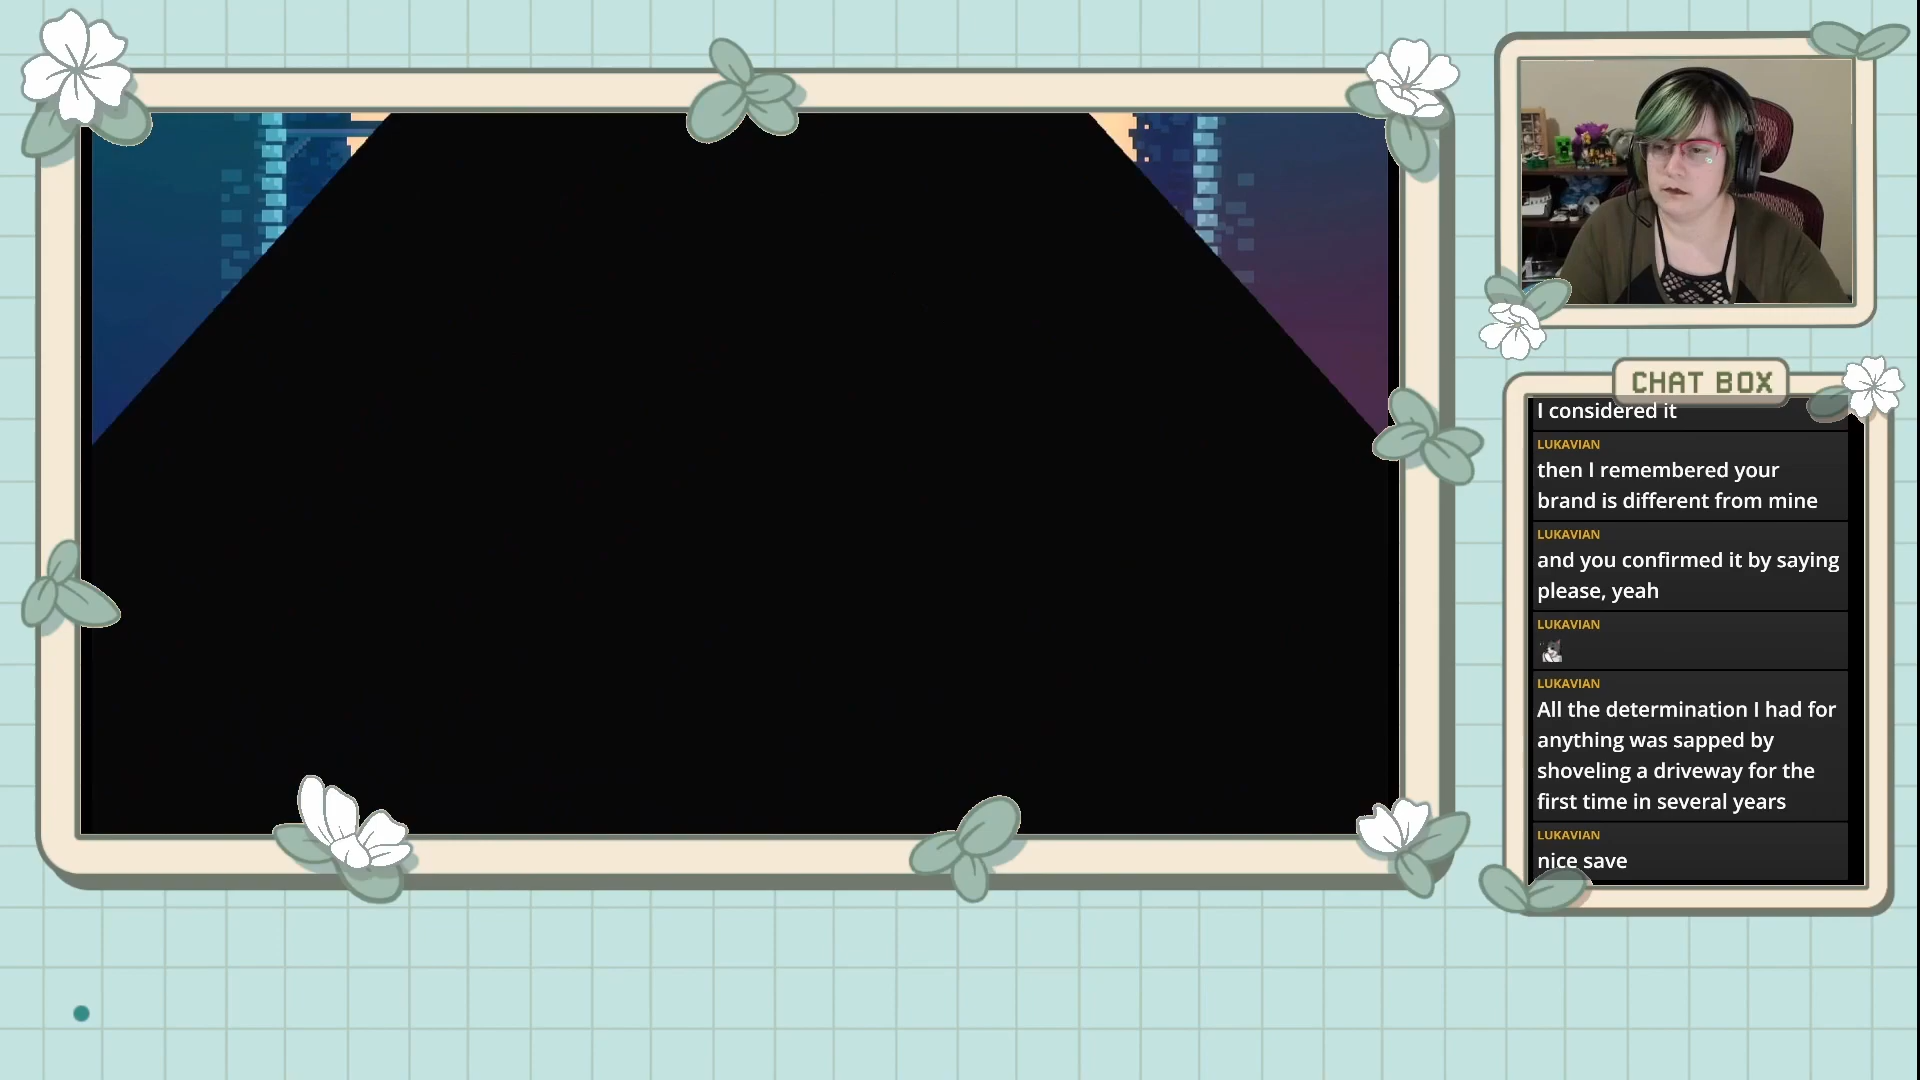 CHAT BOX
I considered it
LUKAVIAN
then I remembered your
brand is different from mine
LUKAVIAN
and you confirmed it by saying
please, yeah
LUKAVIAN
LUKAVIAN
All the determination I had for
anything was sapped by
shoveling a driveway for the
first time in several years
LUKAVIAN
nice save